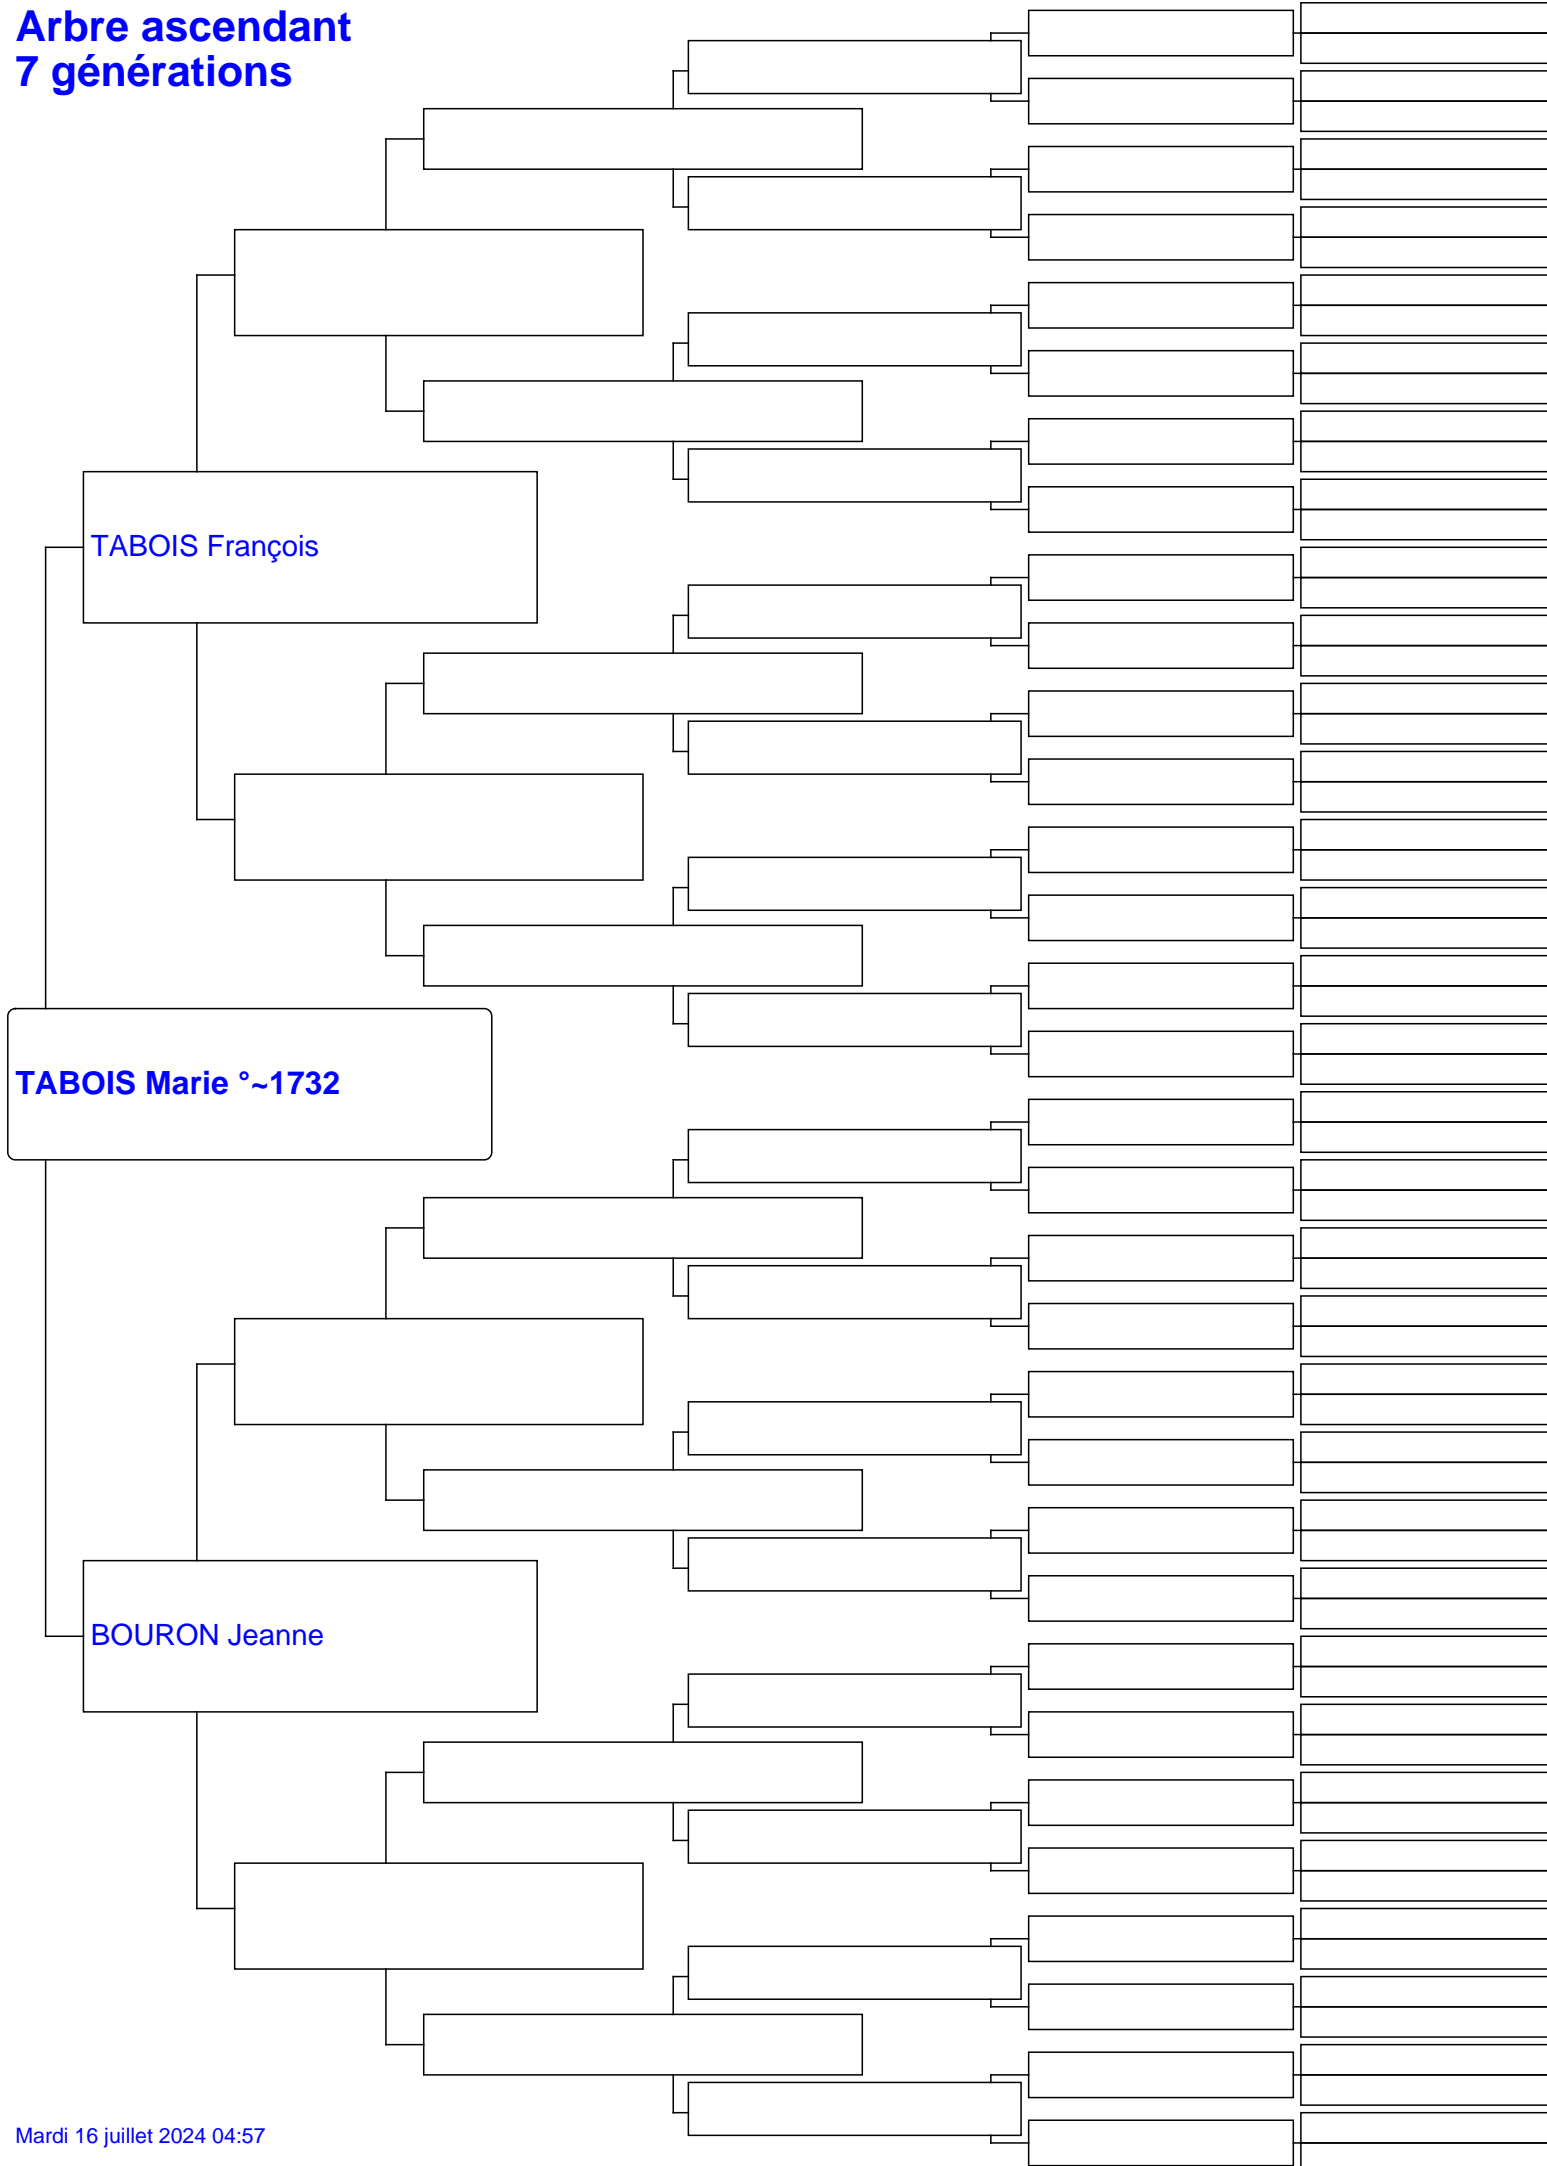 Arbre ascendant
7 générations
TABOIS François
TABOIS Marie °~1732
BOURON Jeanne
Mardi 16 juillet 2024 04:57